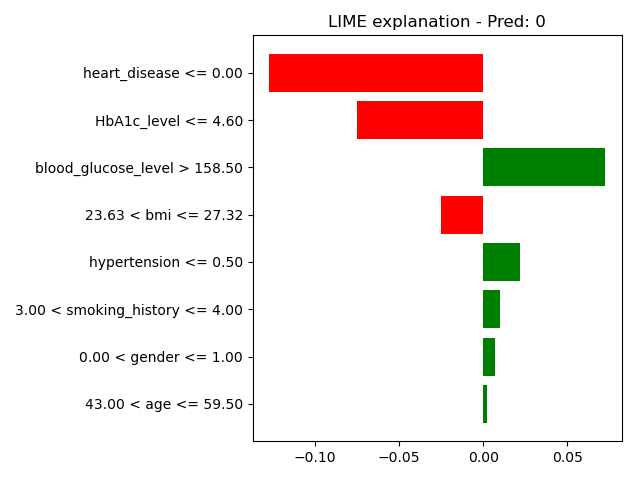 LIME explanation - Pred: 0
heart_disease <= 0.00
HbA1c_level <= 4.60
blood_glucose_level > 158.50
23.63 < bmi <= 27.32
hypertension <= 0.50
3.00 < smoking_history <= 4.00
0.00 < gender <= 1.00
43.00 < age <= 59.50
−0.10 −0.05 0.00 0.05